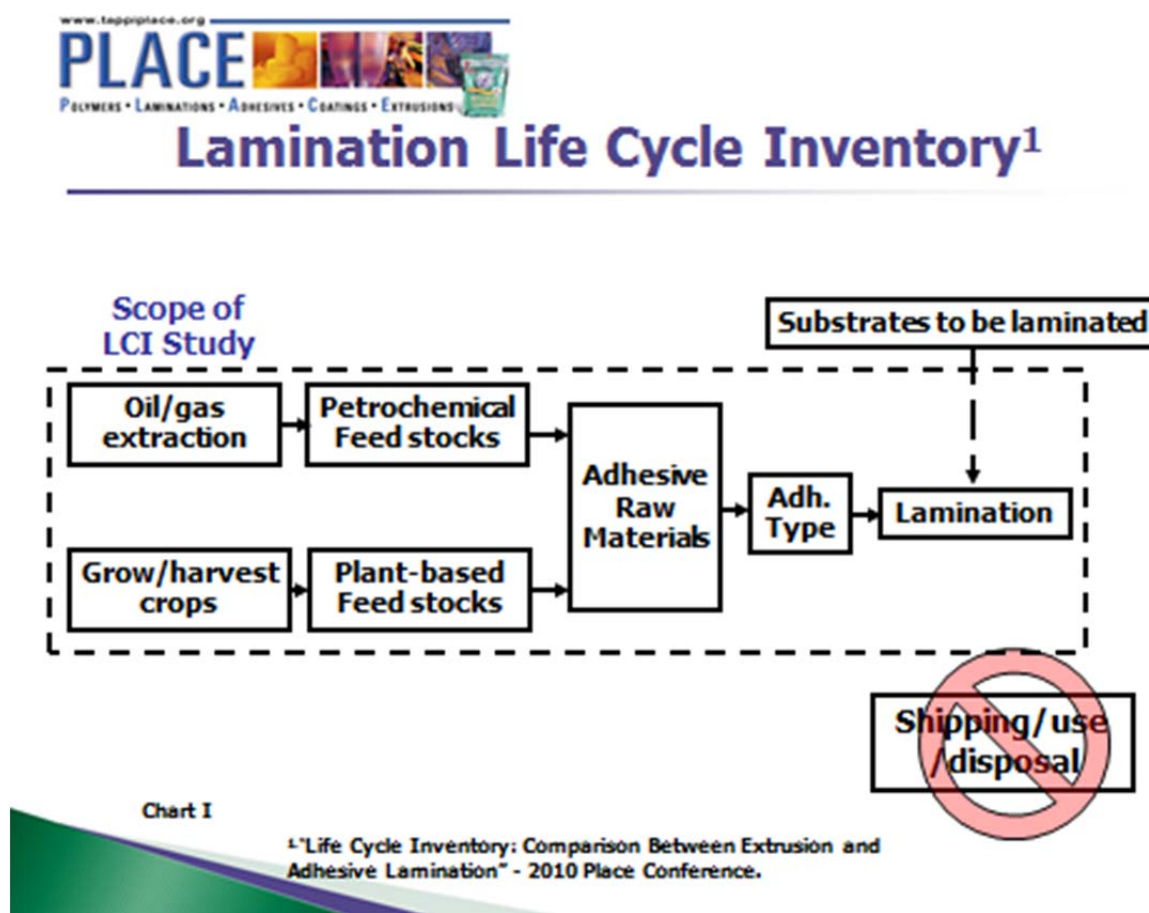 www.tappiplace.org
PLACE
POLYMERS • LAMINATIONS • ADHESIVES • COATINGS • EXTRUSIONS
Lamination Life Cycle Inventory¹
Scope of
LCI Study
Substrates to be laminated
Oil/gas
extraction
Petrochemical
Feed stocks
Adhesive
Raw
Materials
Adh.
Type
Lamination
Grow/harvest
crops
Plant-based
Feed stocks
Shipping/use
/disposal
Chart I
¹"Life Cycle Inventory: Comparison Between Extrusion and
Adhesive Lamination" - 2010 Place Conference.